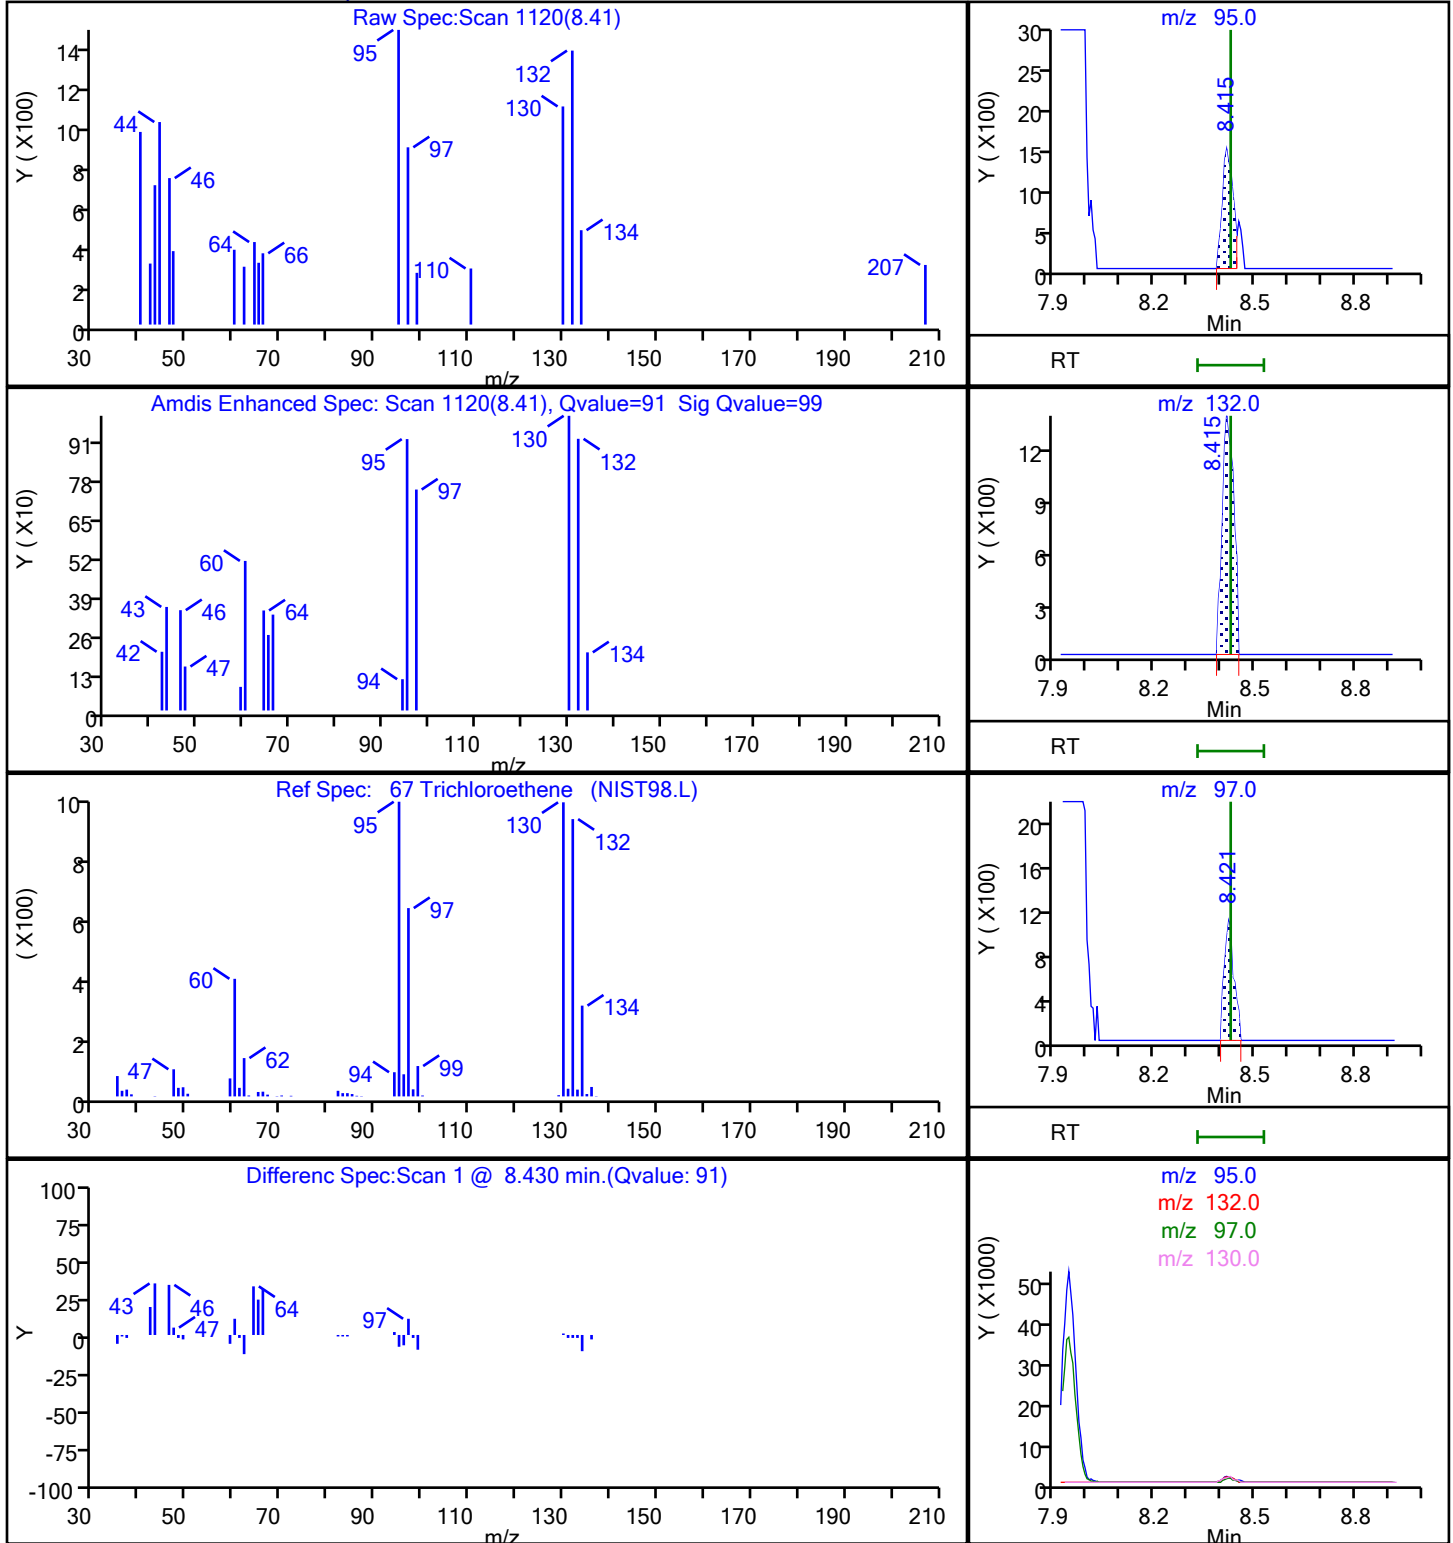 Raw Spec:Scan 1120(8.41)
Y ( X100)
14
12
10
8
6
4
2
0
95
132
130
44
97
46
64
66
134
110
207
30 50 70 90 110 130 150 170 190 210
m/z
m/z 95.0
Y ( X100)
30
25
20
15
10
5
0
8.415
7.9 8.2 8.5 8.8
Min
RT
Amdis Enhanced Spec: Scan 1120(8.41), Qvalue=91 Sig Qvalue=99
Y ( X10)
91
78
65
52
39
26
13
0
130
95
132
97
60
43
46
64
42
47
94
134
30 50 70 90 110 130 150 170 190 210
m/z
m/z 132.0
Y ( X100)
12
9
6
3
0
8.415
7.9 8.2 8.5 8.8
Min
RT
Ref Spec: 67 Trichloroethene (NIST98.L)
( X100)
10
8
6
4
2
0
95
130
132
97
60
134
47
62
94
99
30 50 70 90 110 130 150 170 190 210
m/z 97.0
Y ( X100)
20
16
12
8
4
0
8.421
7.9 8.2 8.5 8.8
Min
RT
Differenc Spec:Scan 1 @ 8.430 min.(Qvalue: 91)
Y
100
75
50
25
0
-25
-50
-75
-100
43
46
47
64
97
30 50 70 90 110 130 150 170 190 210
m/z
m/z 95.0
m/z 132.0
m/z 97.0
m/z 130.0
Y ( X1000)
50
40
30
20
10
0
7.9 8.2 8.5 8.8
Min